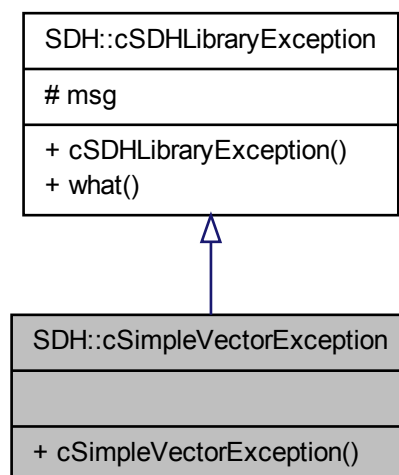 SDH::cSDHLibraryException
# msg
+ cSDHLibraryException()
+ what()
SDH::cSimpleVectorException
+ cSimpleVectorException()